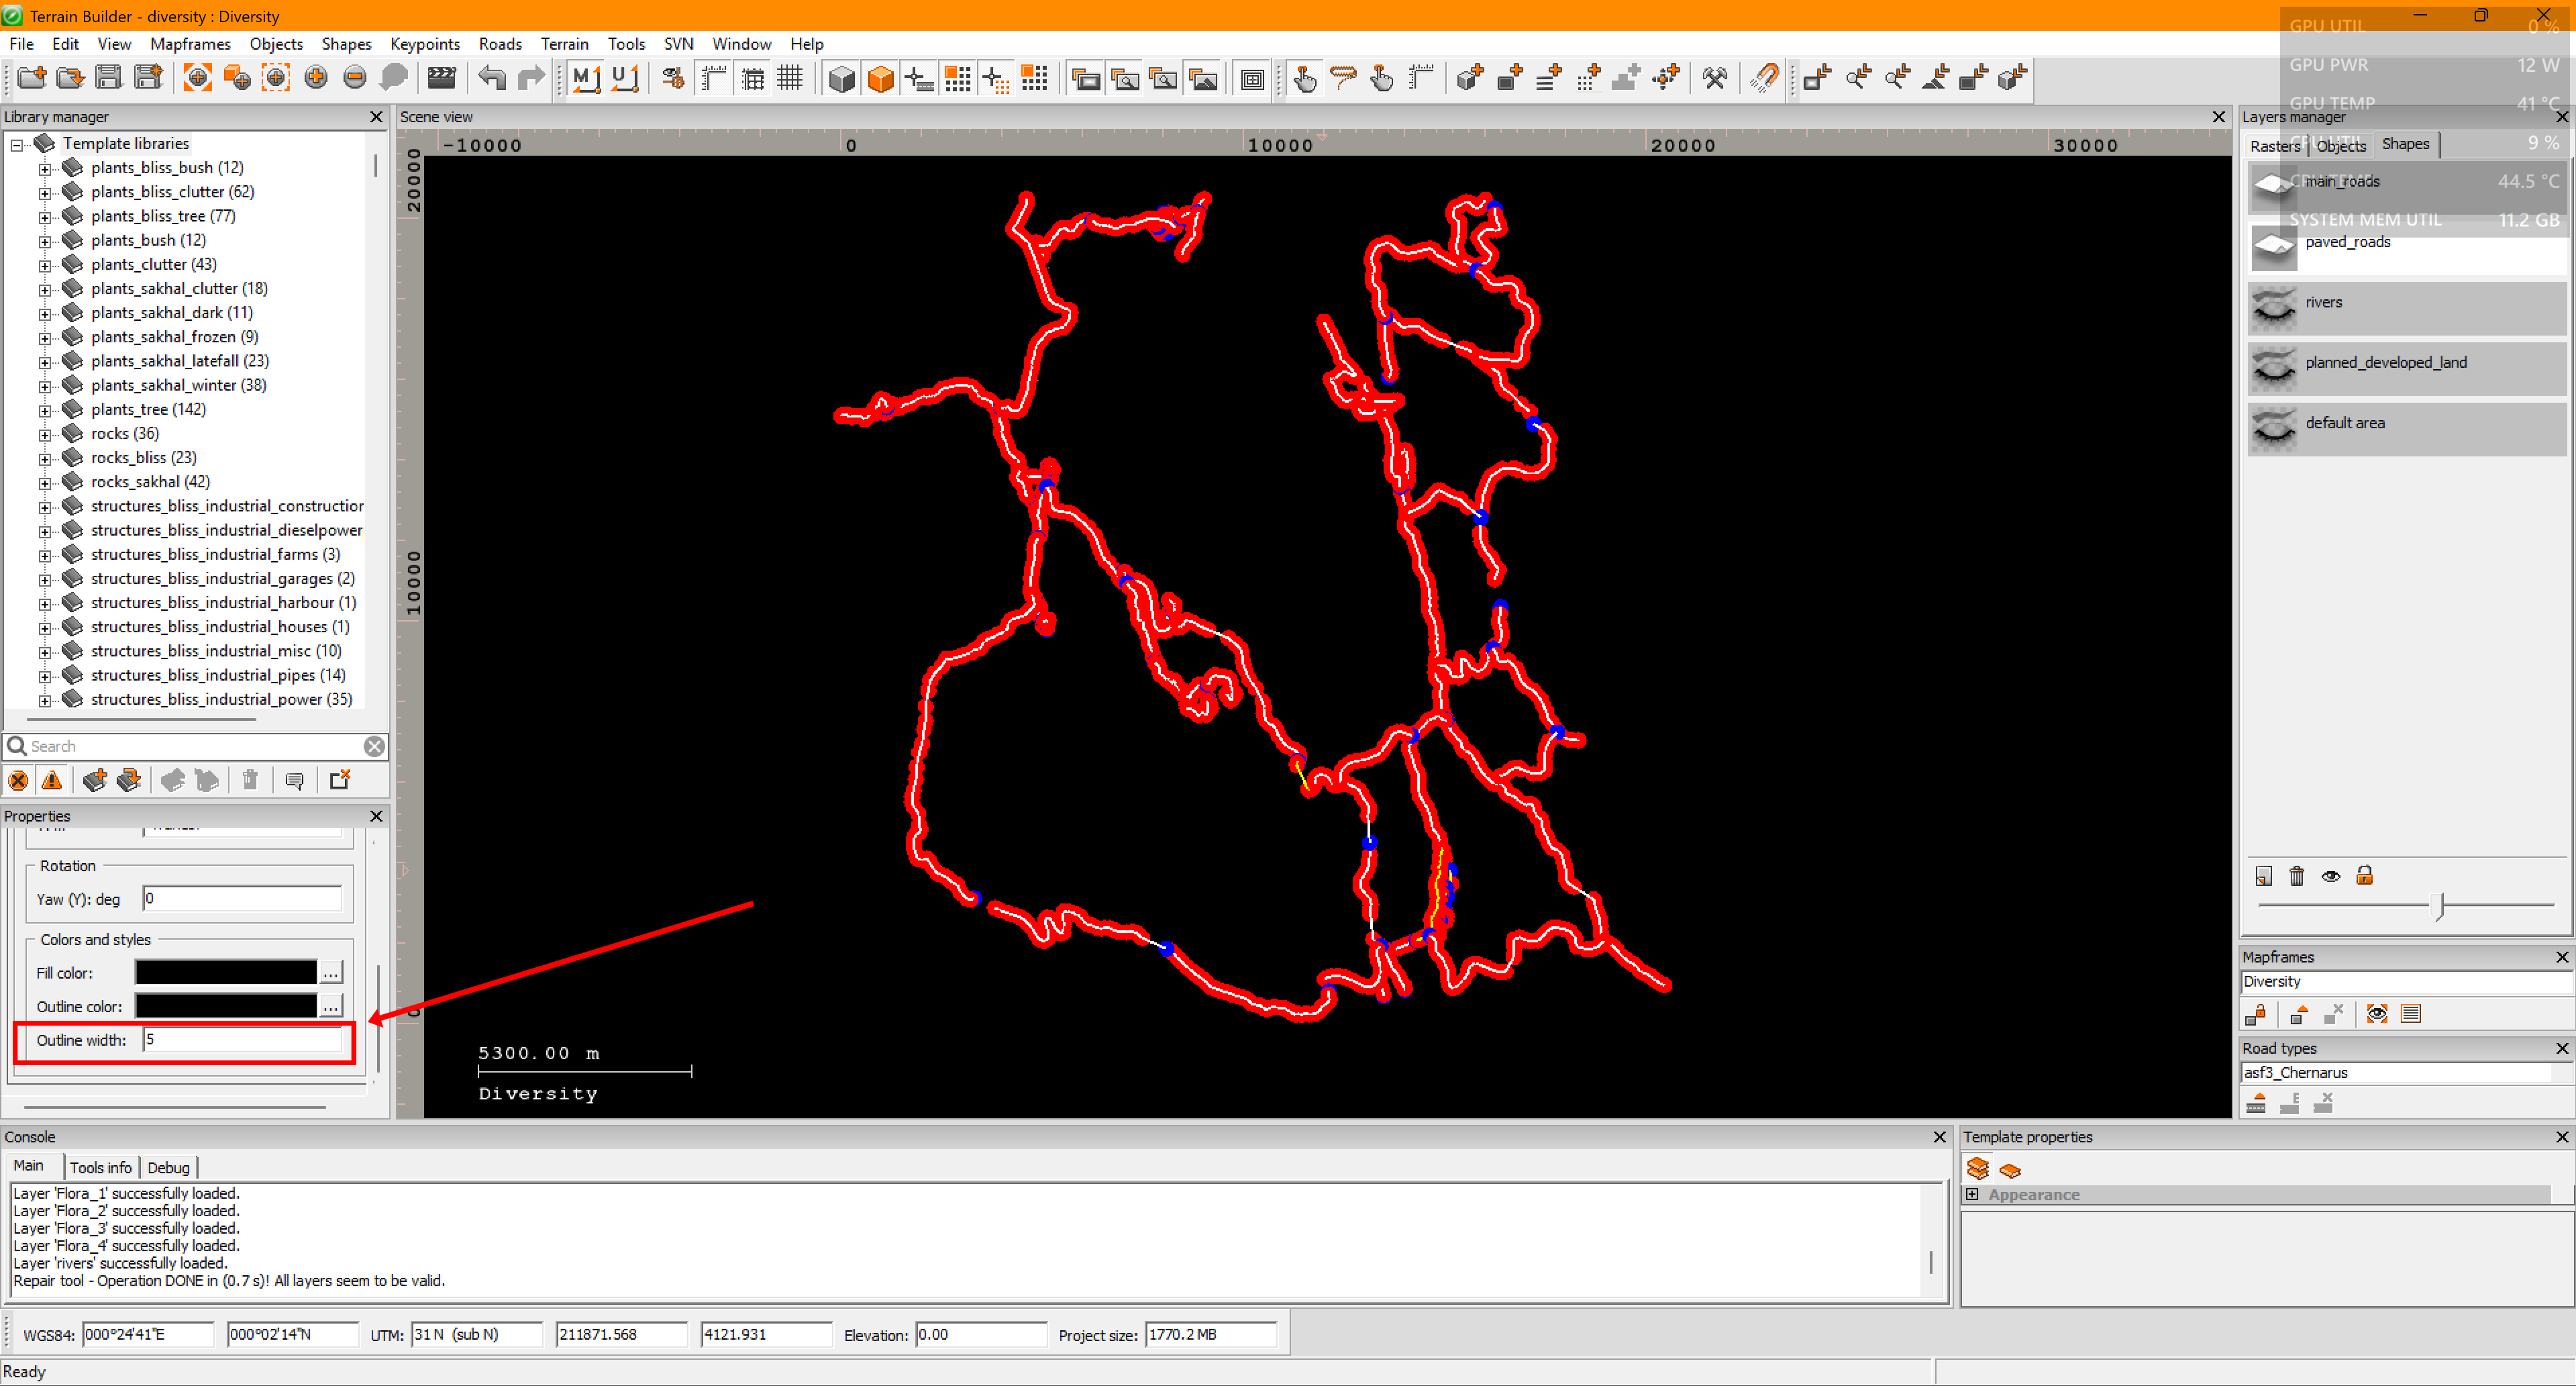 Terrain Builder - diversity : Diversity
File Edit View Mapframes Objects Shapes Keypoints Roads Terrain Tools SVN Window Help
GPU UTIL 0 %
GPU PWR 12 W
GPU TEMP 41 °C
CPU UTIL 9 %
CPU TEMP 44.5 °C
SYSTEM MEM UTIL 11.2 GB
Library manager
Template libraries
plants_bliss_bush (12)
plants_bliss_clutter (62)
plants_bliss_tree (77)
plants_bush (12)
plants_clutter (43)
plants_sakhal_clutter (18)
plants_sakhal_dark (11)
plants_sakhal_frozen (9)
plants_sakhal_latefall (23)
plants_sakhal_winter (38)
plants_tree (142)
rocks (36)
rocks_bliss (23)
rocks_sakhal (42)
structures_bliss_industrial_construction
structures_bliss_industrial_dieselpower
structures_bliss_industrial_farms (3)
structures_bliss_industrial_garages (2)
structures_bliss_industrial_harbour (1)
structures_bliss_industrial_houses (1)
structures_bliss_industrial_misc (10)
structures_bliss_industrial_pipes (14)
structures_bliss_industrial_power (35)
Search
Properties
Rotation
Yaw (Y): deg 0
Colors and styles
Fill color: ...
Outline color: ...
Outline width: 5
Scene view
-10000 0 10000 20000 30000
20000
10000
0
5300.00 m
Diversity
Layers manager
Rasters Objects Shapes
main_roads
paved_roads
rivers
planned_developed_land
default area
Mapframes
Diversity
Road types
asf3_Chernarus
Console
Main Tools info Debug
Layer 'Flora_1' successfully loaded.
Layer 'Flora_2' successfully loaded.
Layer 'Flora_3' successfully loaded.
Layer 'Flora_4' successfully loaded.
Layer 'rivers' successfully loaded.
Repair tool - Operation DONE in (0.7 s)! All layers seem to be valid.
Template properties
Appearance
WGS84: 000°24'41"E 000°02'14"N UTM: 31 N (sub N) 211871.568 4121.931 Elevation: 0.00 Project size: 1770.2 MB
Ready